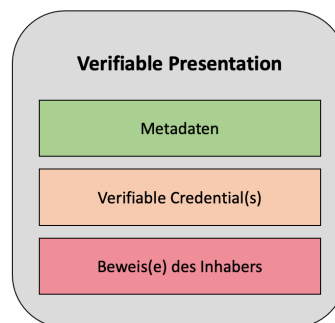 Verifiable Presentation
Metadaten
Verifiable Credential(s)
Beweis(e) des Inhabers